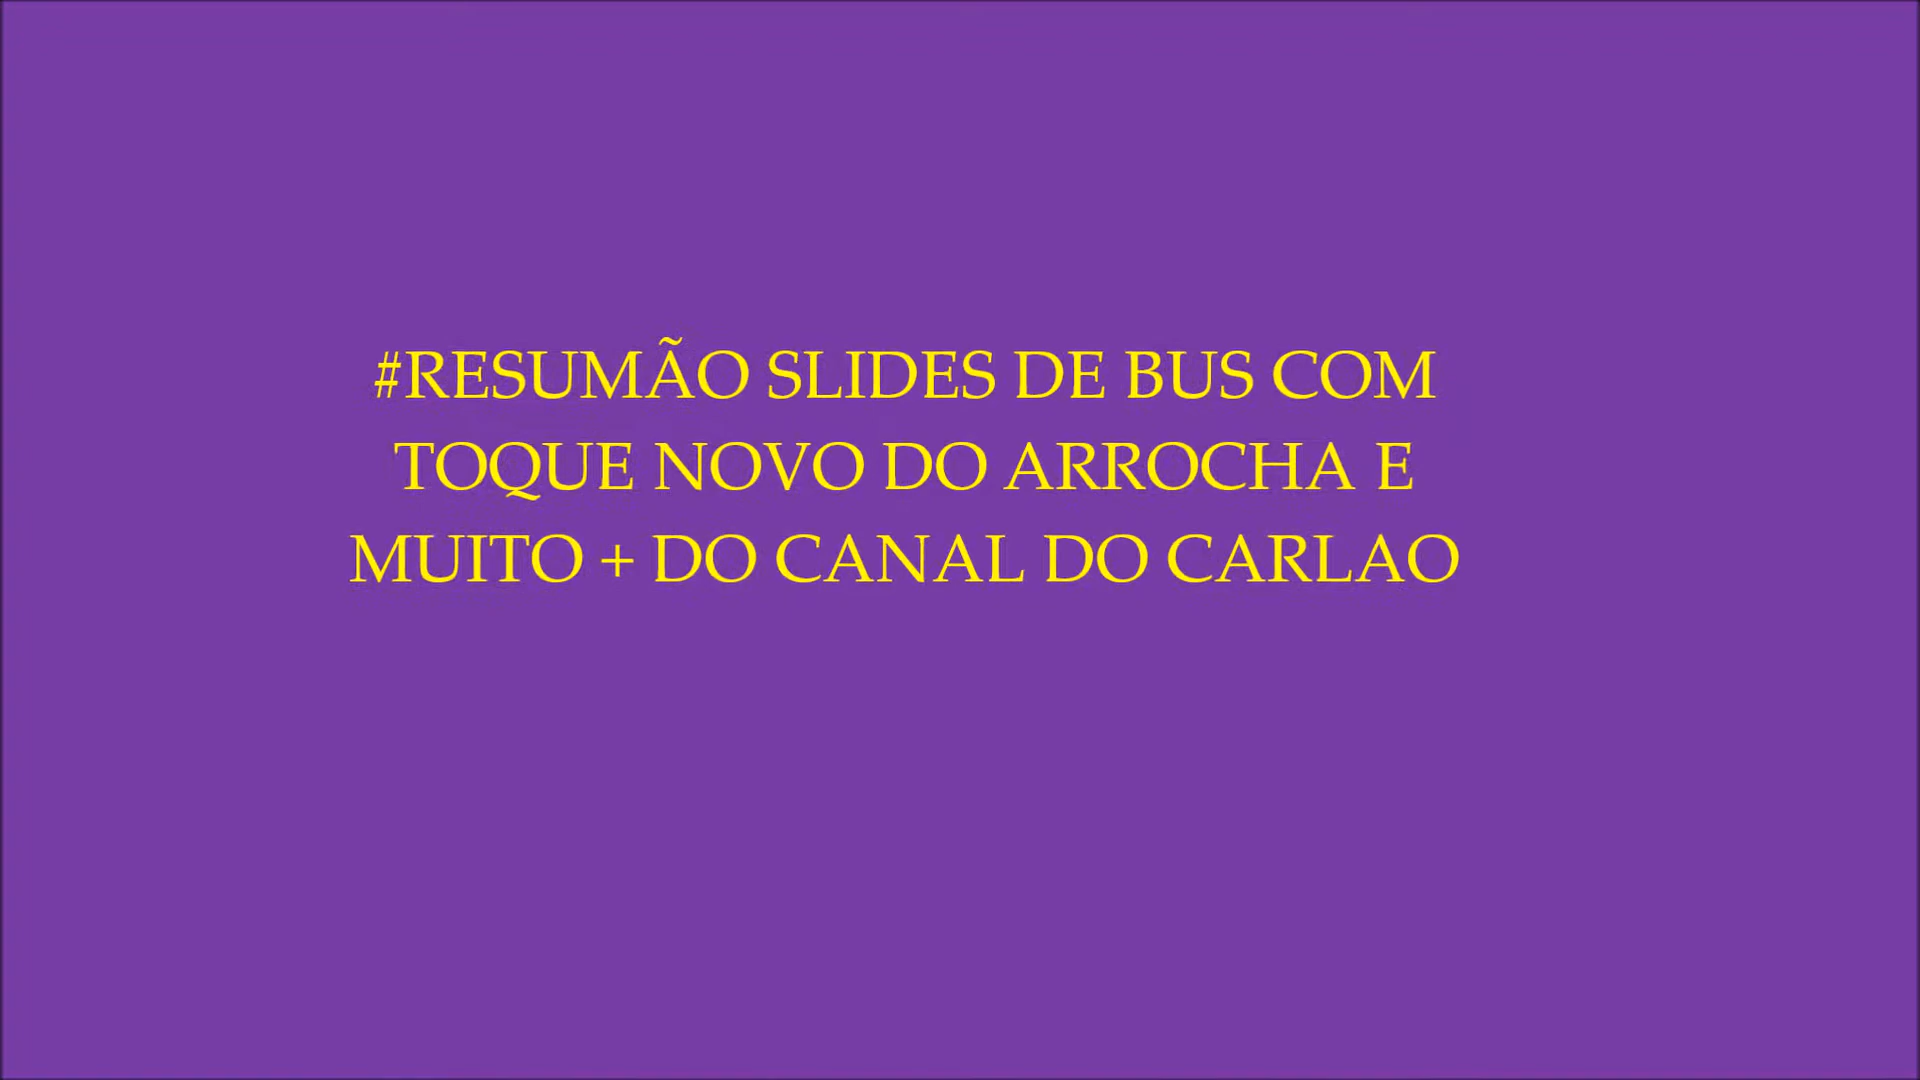 #RESUMÃO SLIDES DE BUS COM
TOQUE NOVO DO ARROCHA E
MUITO + DO CANAL DO CARLAO